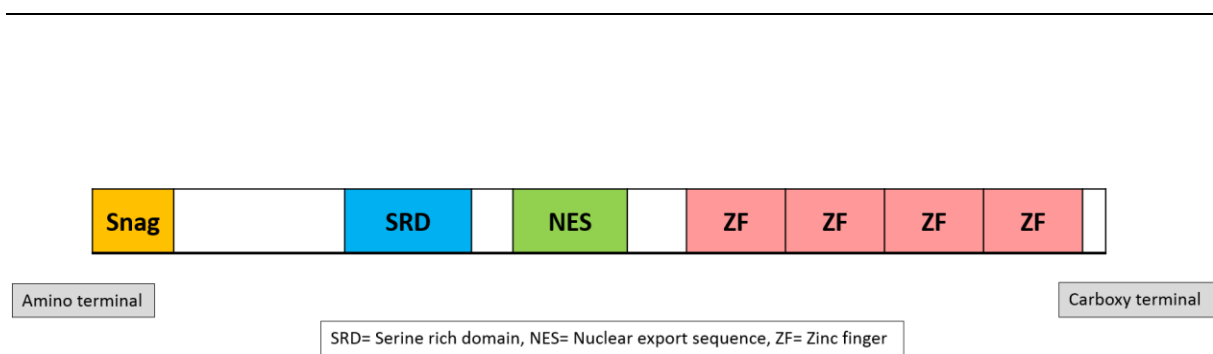 Snag SRD NES ZF ZF ZF ZF
Amino terminal Carboxy terminal
SRD= Serine rich domain, NES= Nuclear export sequence, ZF= Zinc finger